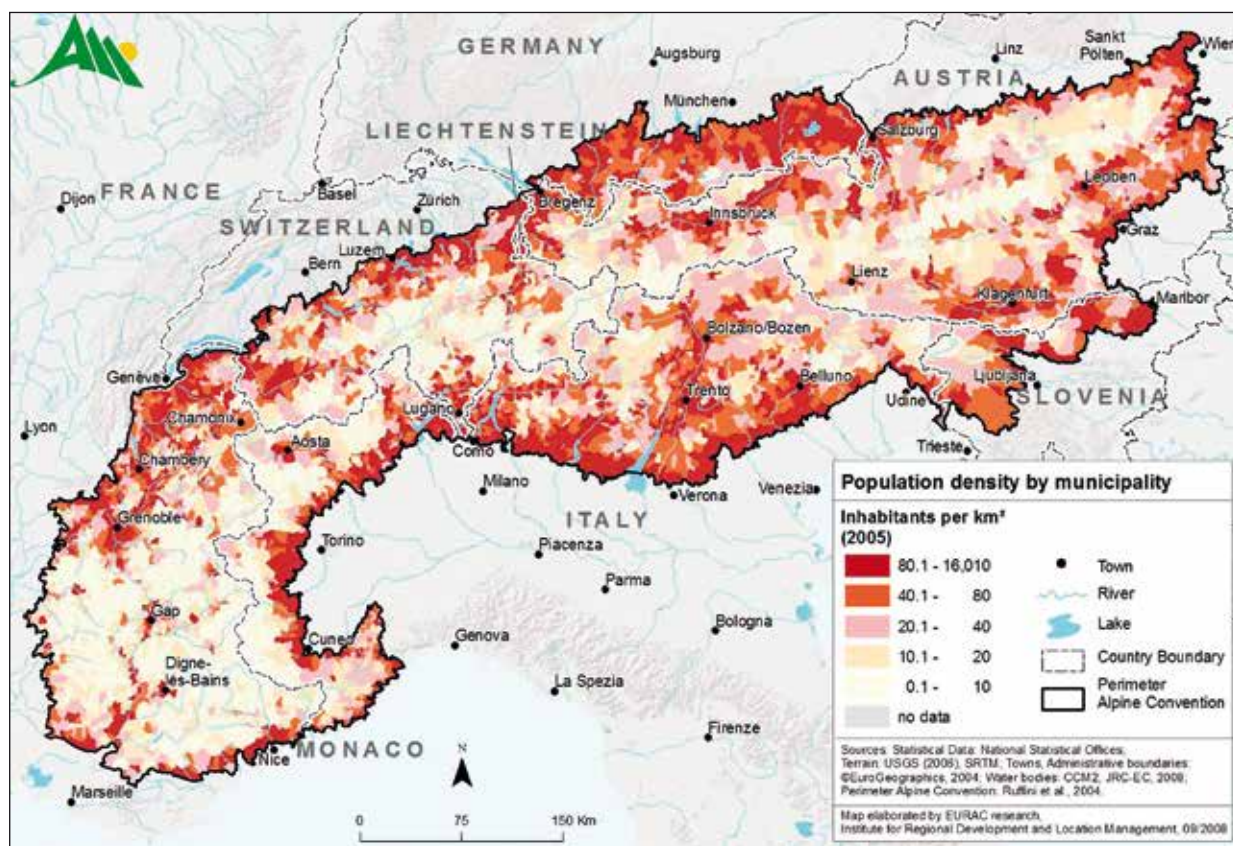 GERMANY
Augsburg
Linz
Sankt
Pölten
Wien
AUSTRIA
München
LIECHTENSTEIN
Salzburg
FRANCE
Basel
Dijon
Zürich
Bregenz
Leoben
SWITZERLAND
Innsbruck
Luzern
Graz
Bern
Lienz
Klagenfurt
Maribor
Bolzano/Bozen
Genève
Belluno
Ljubljana
SLOVENIA
Trento
Udine
Lugano
Chamonix
Lyon
Aosta
Como
Trieste
Chambéry
Milano
Verona
Venezia
Grenoble
ITALY
Torino
Piacenza
Parma
Gap
Bologna
Cuneo
Genova
Digne-
lès-Bains
La Spezia
Firenze
MONACO
Nice
Marseille
N
0 75 150 Km
Population density by municipality
Inhabitants per km²
(2005)
80.1 - 16,010
40.1 - 80
20.1 - 40
10.1 - 20
0.1 - 10
no data
Town
River
Lake
Country Boundary
Perimeter
Alpine Convention
Sources: Statistical Data: National Statistical Offices;
Terrain: USGS (2006), SRTM; Towns, Administrative boundaries:
©EuroGeographics, 2004; Water bodies: CCM2, JRC-EC, 2008;
Perimeter Alpine Convention: Ruffini et al., 2004.
Map elaborated by EURAC research,
Institute for Regional Development and Location Management, 09/2008